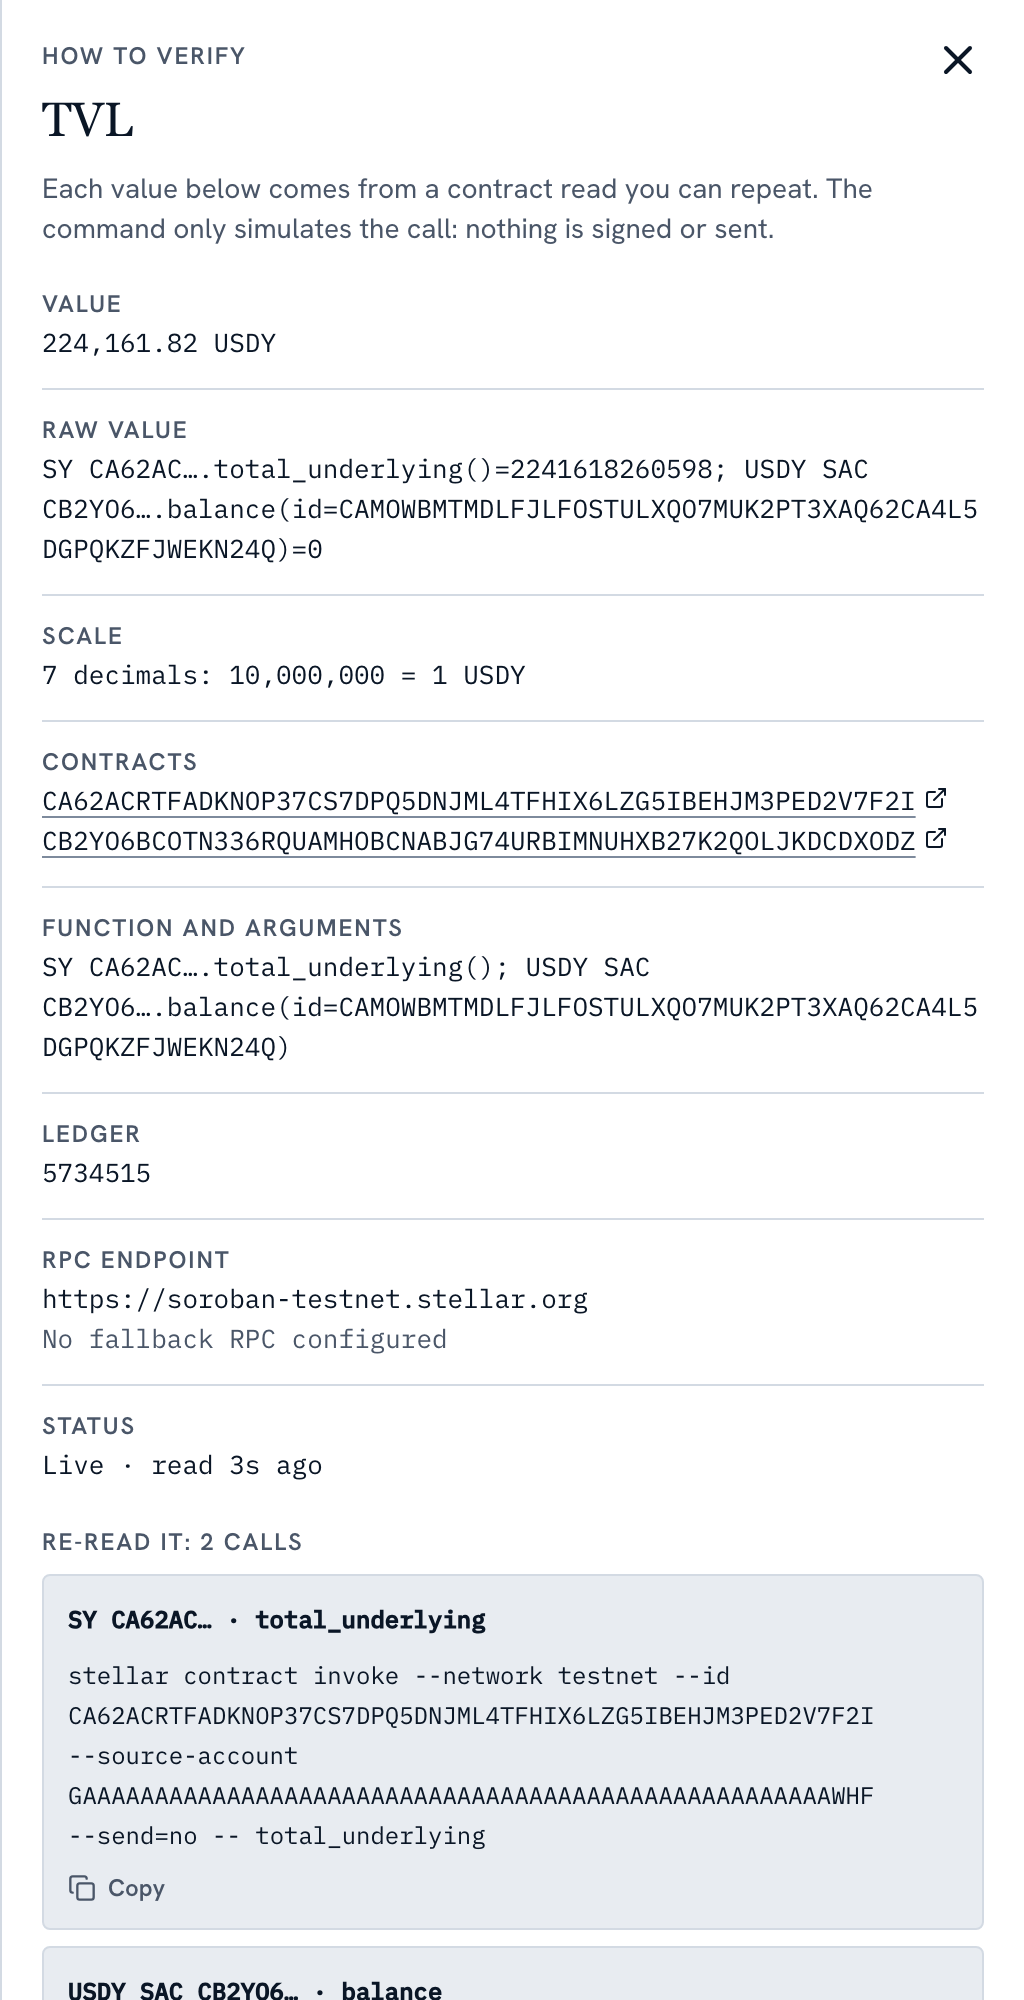 HOW TO VERIFY
TVL
Each value below comes from a contract read you can repeat. The
command only simulates the call: nothing is signed or sent.
VALUE
224,161.82 USDY
RAW VALUE
SY CA62AC….total_underlying()=2241618260598; USDY SAC
CB2YO6….balance(id=CAMOWBMTMDLFJLFOSTULXQO7MUK2PT3XAQ62CA4L5
DGPQKZFJWEKN24Q)=0
SCALE
7 decimals: 10,000,000 = 1 USDY
CONTRACTS
CA62ACRTFADKNOP37CS7DPQ5DNJML4TFHIX6LZG5IBEHJM3PED2V7F2I
CB2YO6BCOTN336RQUAMHOBCNABJG74URBIMNUHXB27K2QOLJKDCDXODZ
FUNCTION AND ARGUMENTS
SY CA62AC….total_underlying(); USDY SAC
CB2YO6….balance(id=CAMOWBMTMDLFJLFOSTULXQO7MUK2PT3XAQ62CA4L5
DGPQKZFJWEKN24Q)
LEDGER
5734515
RPC ENDPOINT
https://soroban-testnet.stellar.org
No fallback RPC configured
STATUS
Live · read 3s ago
RE-READ IT: 2 CALLS
SY CA62AC… · total_underlying
stellar contract invoke --network testnet --id
CA62ACRTFADKNOP37CS7DPQ5DNJML4TFHIX6LZG5IBEHJM3PED2V7F2I
--source-account
GAAAAAAAAAAAAAAAAAAAAAAAAAAAAAAAAAAAAAAAAAAAAAAAAAAAAWHF
--send=no -- total_underlying
Copy
USDY SAC CB2YO6… · balance